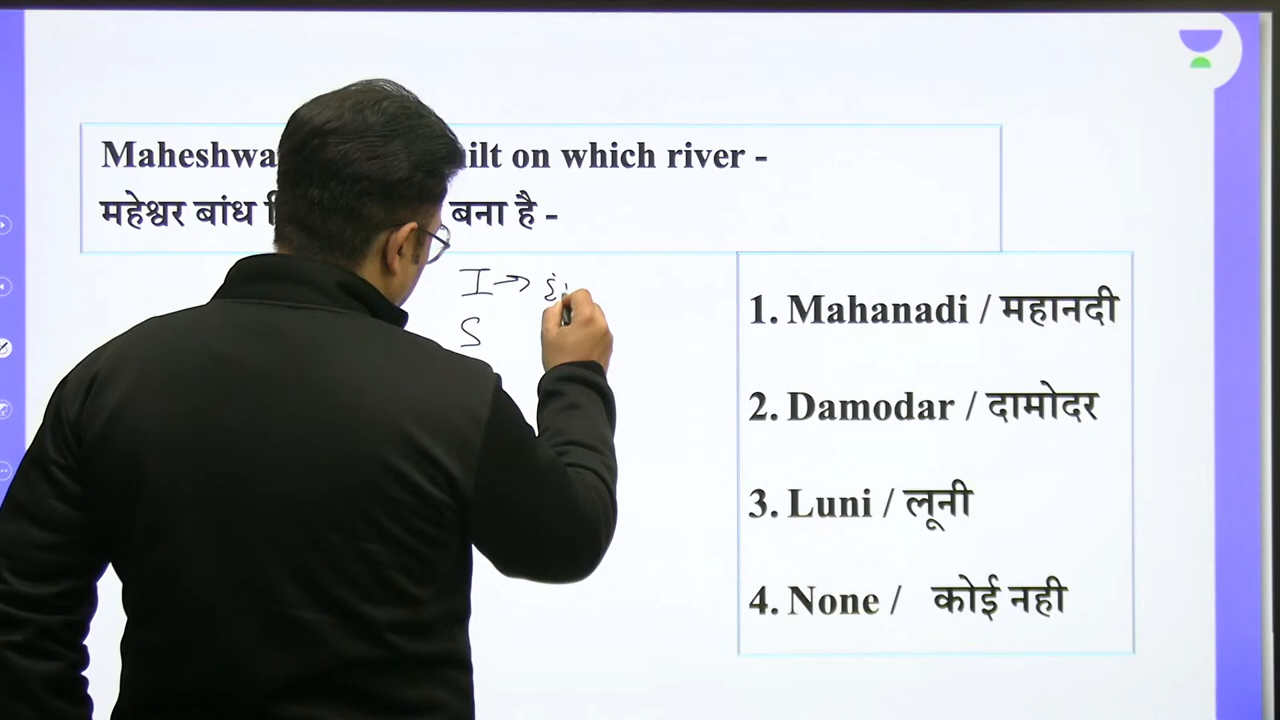 Maheshwa ilt on which river -
महेश्वर बांध बना है -
I →
S
1. Mahanadi / महानदी
2. Damodar / दामोदर
3. Luni / लूनी
4. None / कोई नही